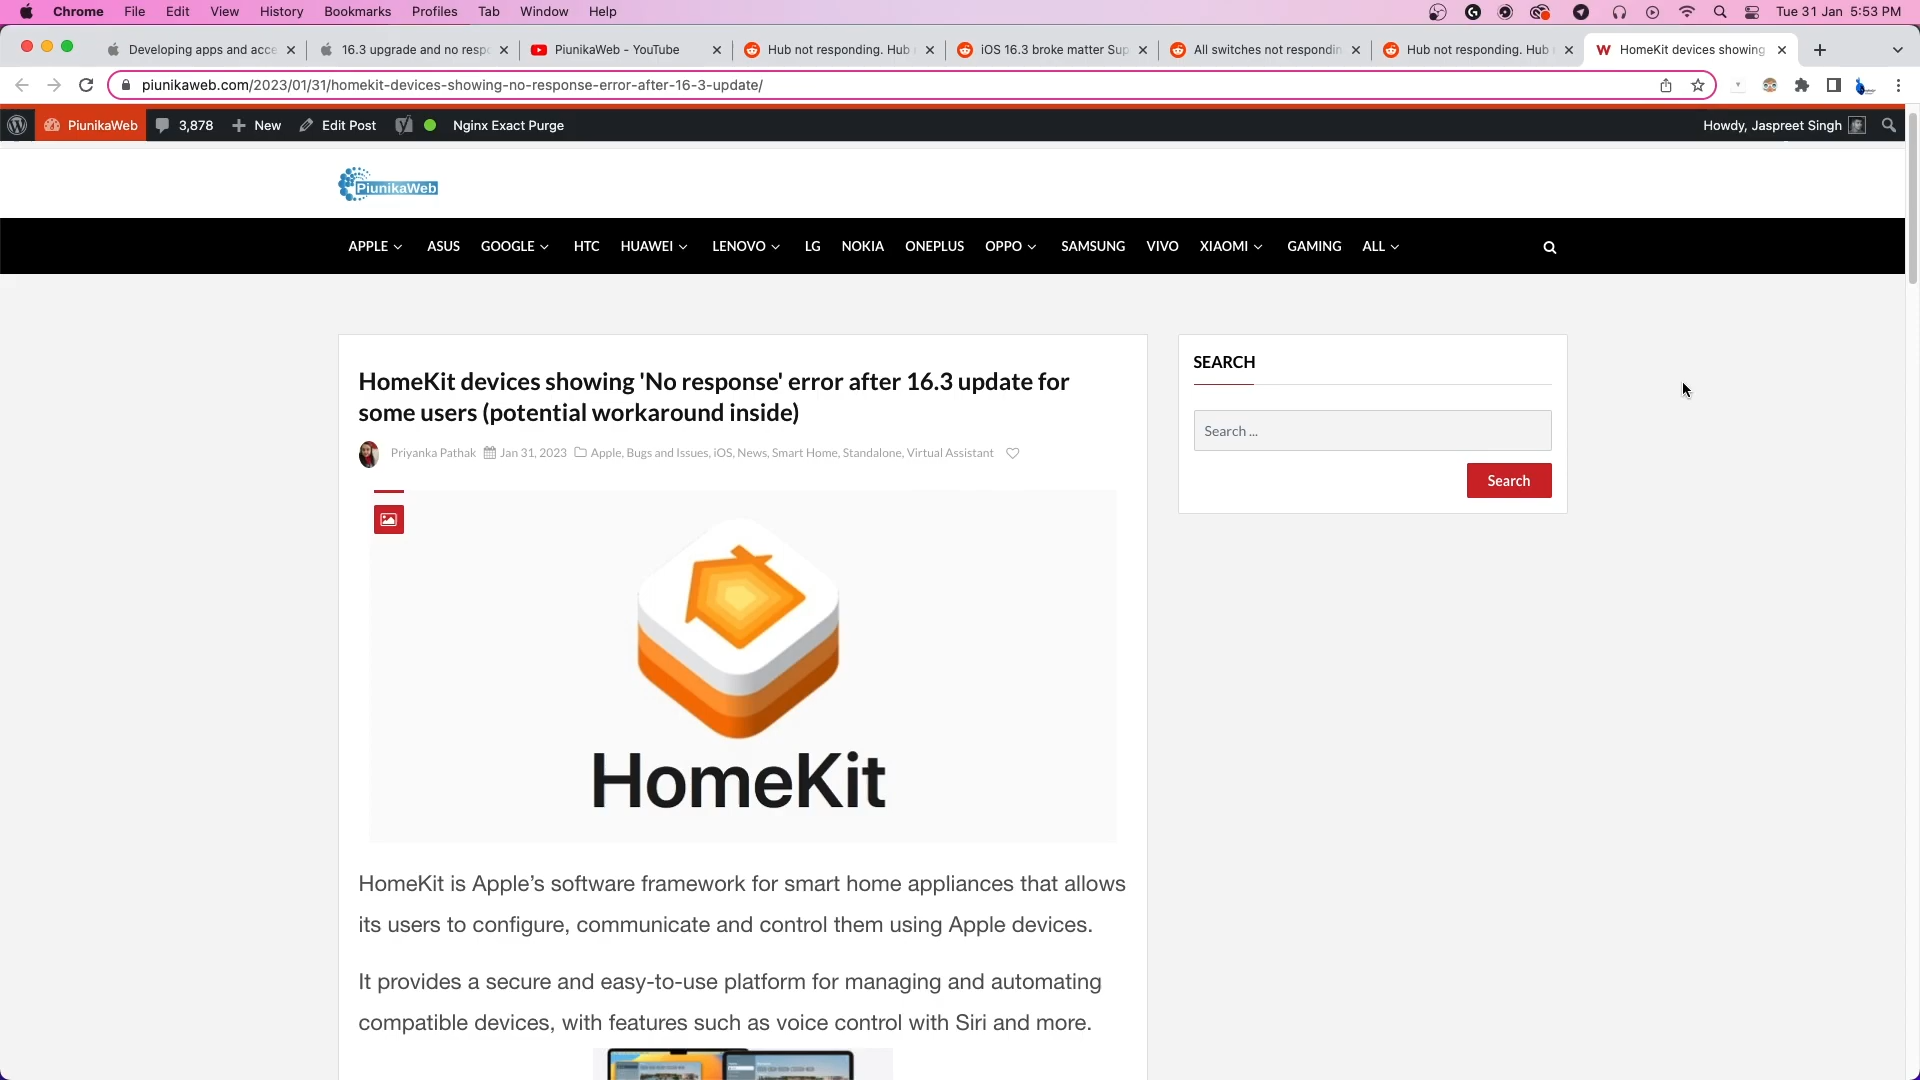 Chrome File Edit View History Bookmarks Profiles Tab Window Help Tue 31 Jan 5:53 PM
Developing apps and acce 16.3 upgrade and no resp PiunikaWeb - YouTube Hub not responding. Hub iOS 16.3 broke matter Sup All switches not respondin Hub not responding. Hub HomeKit devices showing
piunikaweb.com/2023/01/31/homekit-devices-showing-no-response-error-after-16-3-update/
PiunikaWeb 3,878 New Edit Post Nginx Exact Purge Howdy, Jaspreet Singh
PiunikaWeb
APPLE ASUS GOOGLE HTC HUAWEI LENOVO LG NOKIA ONEPLUS OPPO SAMSUNG VIVO XIAOMI GAMING ALL
HomeKit devices showing 'No response' error after 16.3 update for
some users (potential workaround inside)
Priyanka Pathak Jan 31, 2023 Apple, Bugs and Issues, iOS, News, Smart Home, Standalone, Virtual Assistant
HomeKit
HomeKit is Apple’s software framework for smart home appliances that allows
its users to configure, communicate and control them using Apple devices.
It provides a secure and easy-to-use platform for managing and automating
compatible devices, with features such as voice control with Siri and more.
SEARCH
Search ...
Search